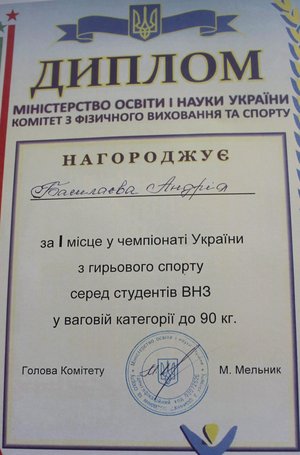 ДИПЛОМ
МІНІСТЕРСТВО ОСВІТИ І НАУКИ УКРАЇНИ
КОМІТЕТ З ФІЗИЧНОГО ВИХОВАННЯ ТА СПОРТУ
НАГОРОДЖУЄ
Андрія
за I місце у чемпіонаті України
з гирьового спорту
серед студентів ВНЗ
у ваговій категорії до 90 кг.
Голова Комітету
М. Мельник